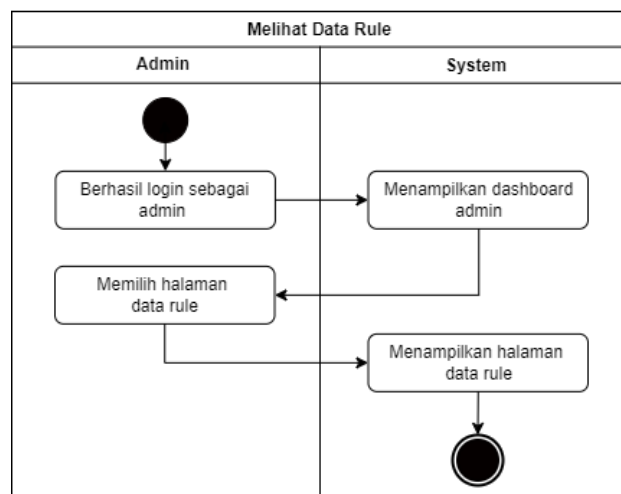 Melihat Data Rule
Admin
System
Berhasil login sebagai
admin
Menampilkan dashboard
admin
Memilih halaman
data rule
Menampilkan halaman
data rule